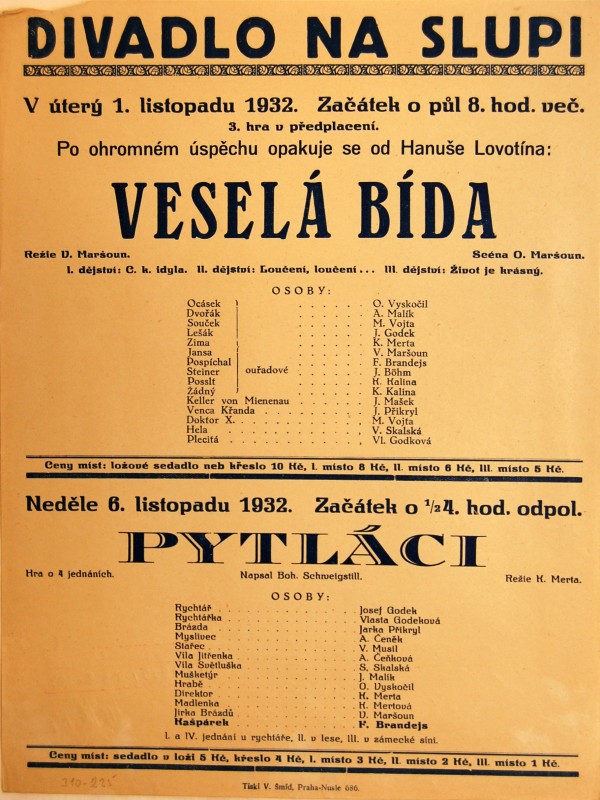 DIVADLO NA SLUPI
V úterý 1. listopadu 1932. Začátek o půl 8. hod. več.
3. hra v předplacení.
Po ohromném úspěchu opakuje se od Hanuše Lovotína:
VESELÁ BÍDA
Režie V. Maršoun. Scéna O. Maršoun.
I. dějství: C. k. idyla. II. dějství: Loučení, loučení... III. dějství: Život je krásný.
OSOBY:
Ocásek . . . . . . O. Vyskočil
Dvořák . . . . . . A. Malík
Souček . . . . . . M. Vojta
Lešák . . . . . . J. Godek
Zima . . . . . . K. Merta
Jansa . . . . . . V. Maršoun
Pospíchal . . . . . . F. Brandejs
Steiner ouřadové . . . . . . J. Böhm
Posslt . . . . . . R. Kalina
Žádný . . . . . . K. Kalina
Keller von Mienenau . . . . . . J. Mašek
Venca Křanda . . . . . . J. Přikryl
Doktor X. . . . . . . M. Vojta
Hela . . . . . . V. Skalská
Plecitá . . . . . . Vl. Godková
Ceny míst: ložové sedadlo neb křeslo 10 Kč, I. místo 8 Kč, II. místo 6 Kč, III. místo 5 Kč.
Neděle 6. listopadu 1932. Začátek o 1/2 4. hod. odpol.
PYTLÁCI
Hra o 4 jednáních. Napsal Boh. Schweigstill. Režie K. Merta.
OSOBY:
Rychtář . . . . . . Josef Godek
Rychtářka . . . . . . Vlasta Godeková
Brázda . . . . . . Jarka Přikryl
Myslivec . . . . . . A. Čeněk
Stařec . . . . . . V. Musil
Víla Jitřenka . . . . . . A. Čeňková
Víla Světluška . . . . . . S. Skalská
Mušketýr . . . . . . J. Malík
Hrabě . . . . . . O. Vyskočil
Direktor . . . . . . K. Merta
Madlenka . . . . . . K. Mertová
Jirka Brázdů . . . . . . V. Maršoun
Kašpárek . . . . . . F. Brandejs
I. a IV. jednání u rychtáře, II. v lese, III. v zámecké síni.
Ceny míst: sedadlo v loži 5 Kč, křeslo 4 Kč, I. místo 3 Kč, II. místo 2 Kč, III. místo 1 Kč.
Tiskl V. Šmíd, Praha-Nusle 686.